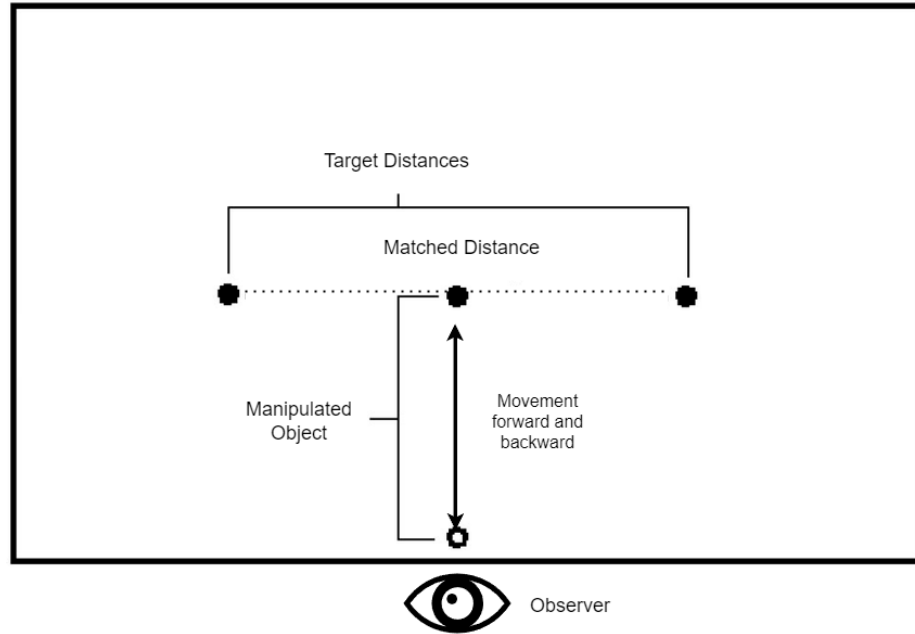 Target Distances
Matched Distance
Manipulated
Object
Movement
forward and
backward
Observer